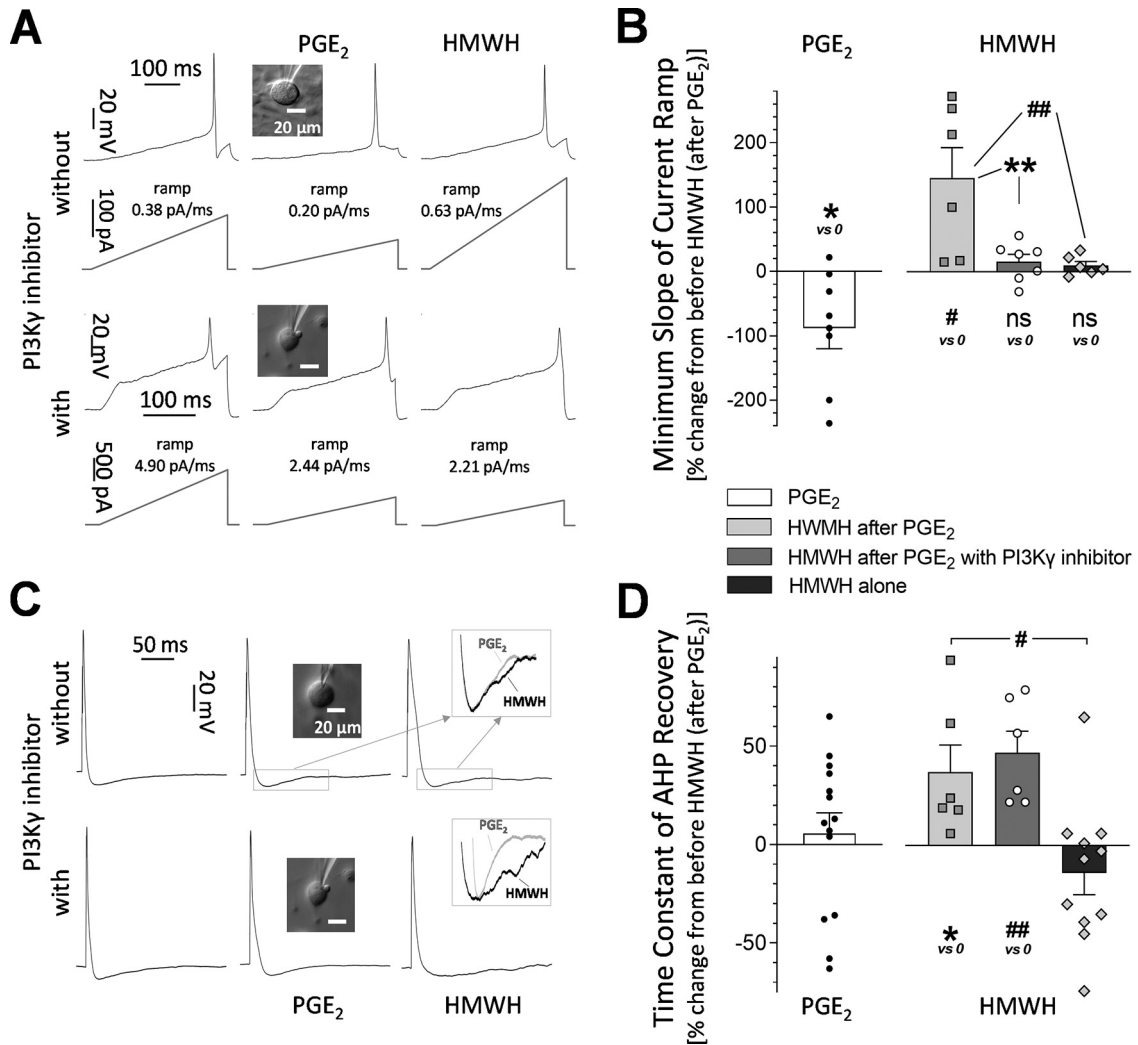 A
PGE2
HMWH
100 ms
20 mV
20 µm
without
100 pA
ramp
0.38 pA/ms
ramp
0.20 pA/ms
ramp
0.63 pA/ms
PI3Kγ inhibitor
20 mV
100 ms
with
500 pA
ramp
4.90 pA/ms
ramp
2.44 pA/ms
ramp
2.21 pA/ms
B
PGE2
HMWH
Minimum Slope of Current Ramp
[% change from before HMWH (after PGE2)]
200
100
0
-100
-200
*
vs 0
##
**
#
vs 0
ns
vs 0
ns
vs 0
PGE2
HWMH after PGE2
HMWH after PGE2 with PI3Kγ inhibitor
HMWH alone
C
50 ms
20 mV
20 µm
PGE2
HMWH
without
PI3Kγ inhibitor
with
PGE2
HMWH
PGE2
HMWH
D
Time Constant of AHP Recovery
[% change from before HMWH (after PGE2)]
50
0
-50
#
*
vs 0
##
vs 0
PGE2
HMWH